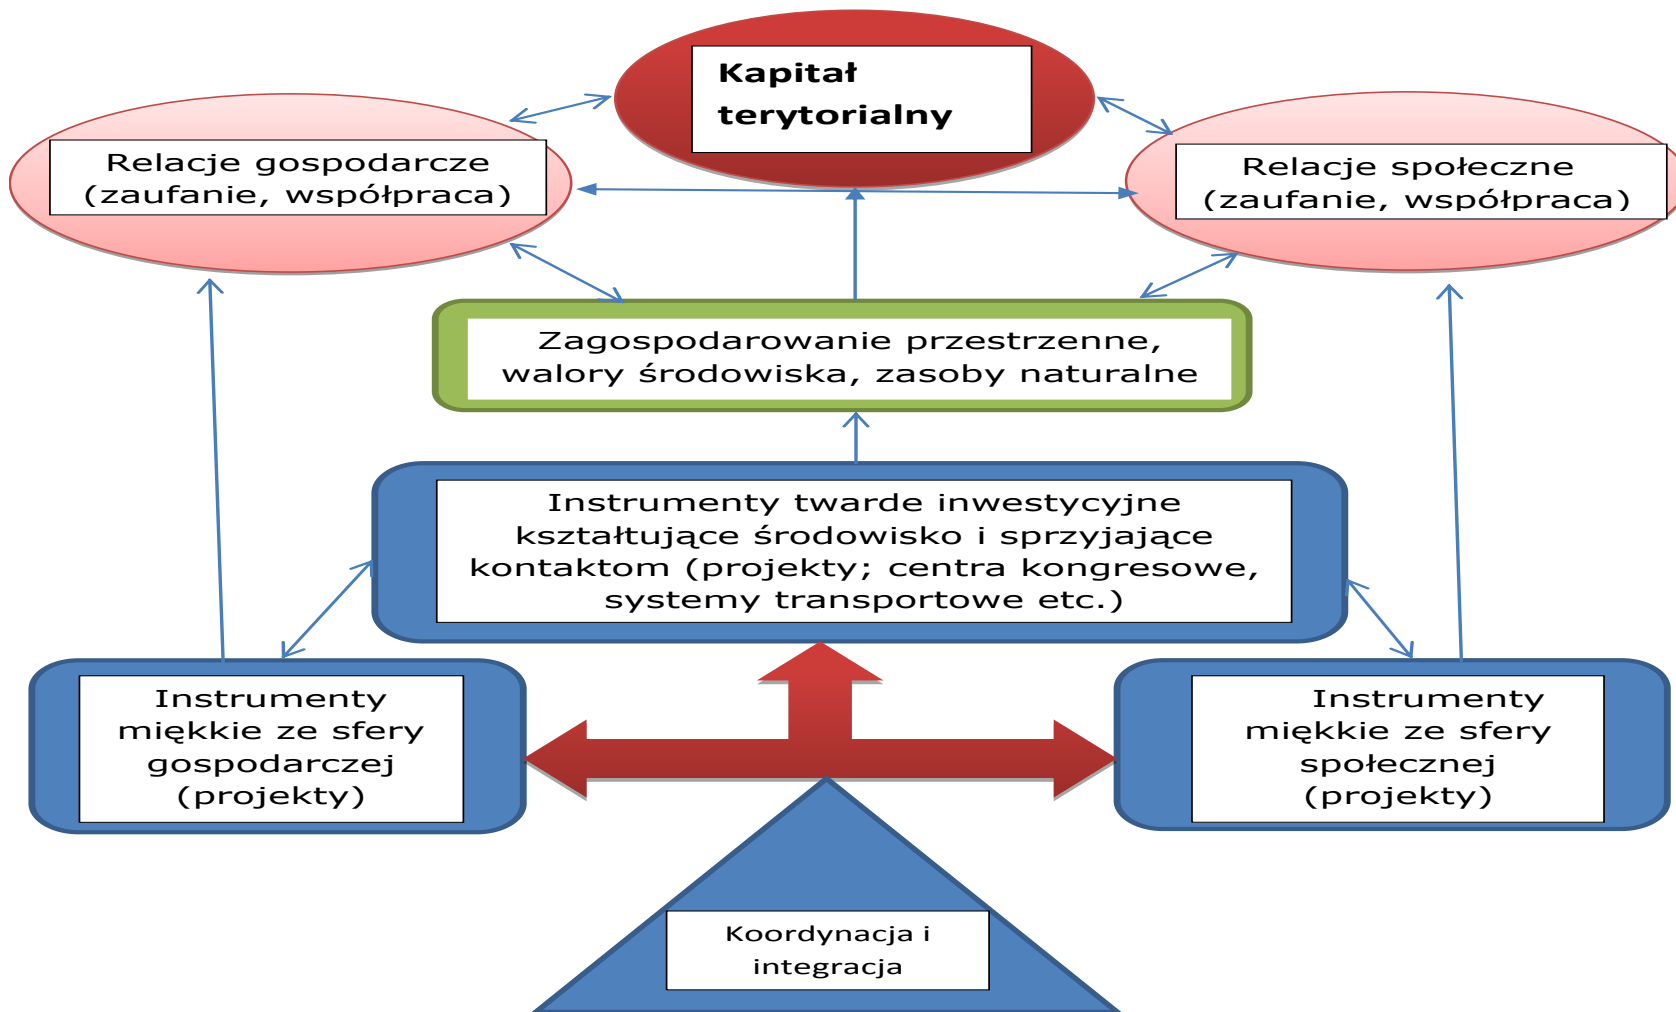 Kapitał
terytorialny
Relacje gospodarcze
(zaufanie, współpraca)
Relacje społeczne
(zaufanie, współpraca)
Zagospodarowanie przestrzenne,
walory środowiska, zasoby naturalne
Instrumenty twarde inwestycyjne
kształtujące środowisko i sprzyjające
kontaktom (projekty; centra kongresowe,
systemy transportowe etc.)
Instrumenty
miękkie ze sfery
gospodarczej
(projekty)
Instrumenty
miękkie ze sfery
społecznej
(projekty)
Koordynacja i
integracja